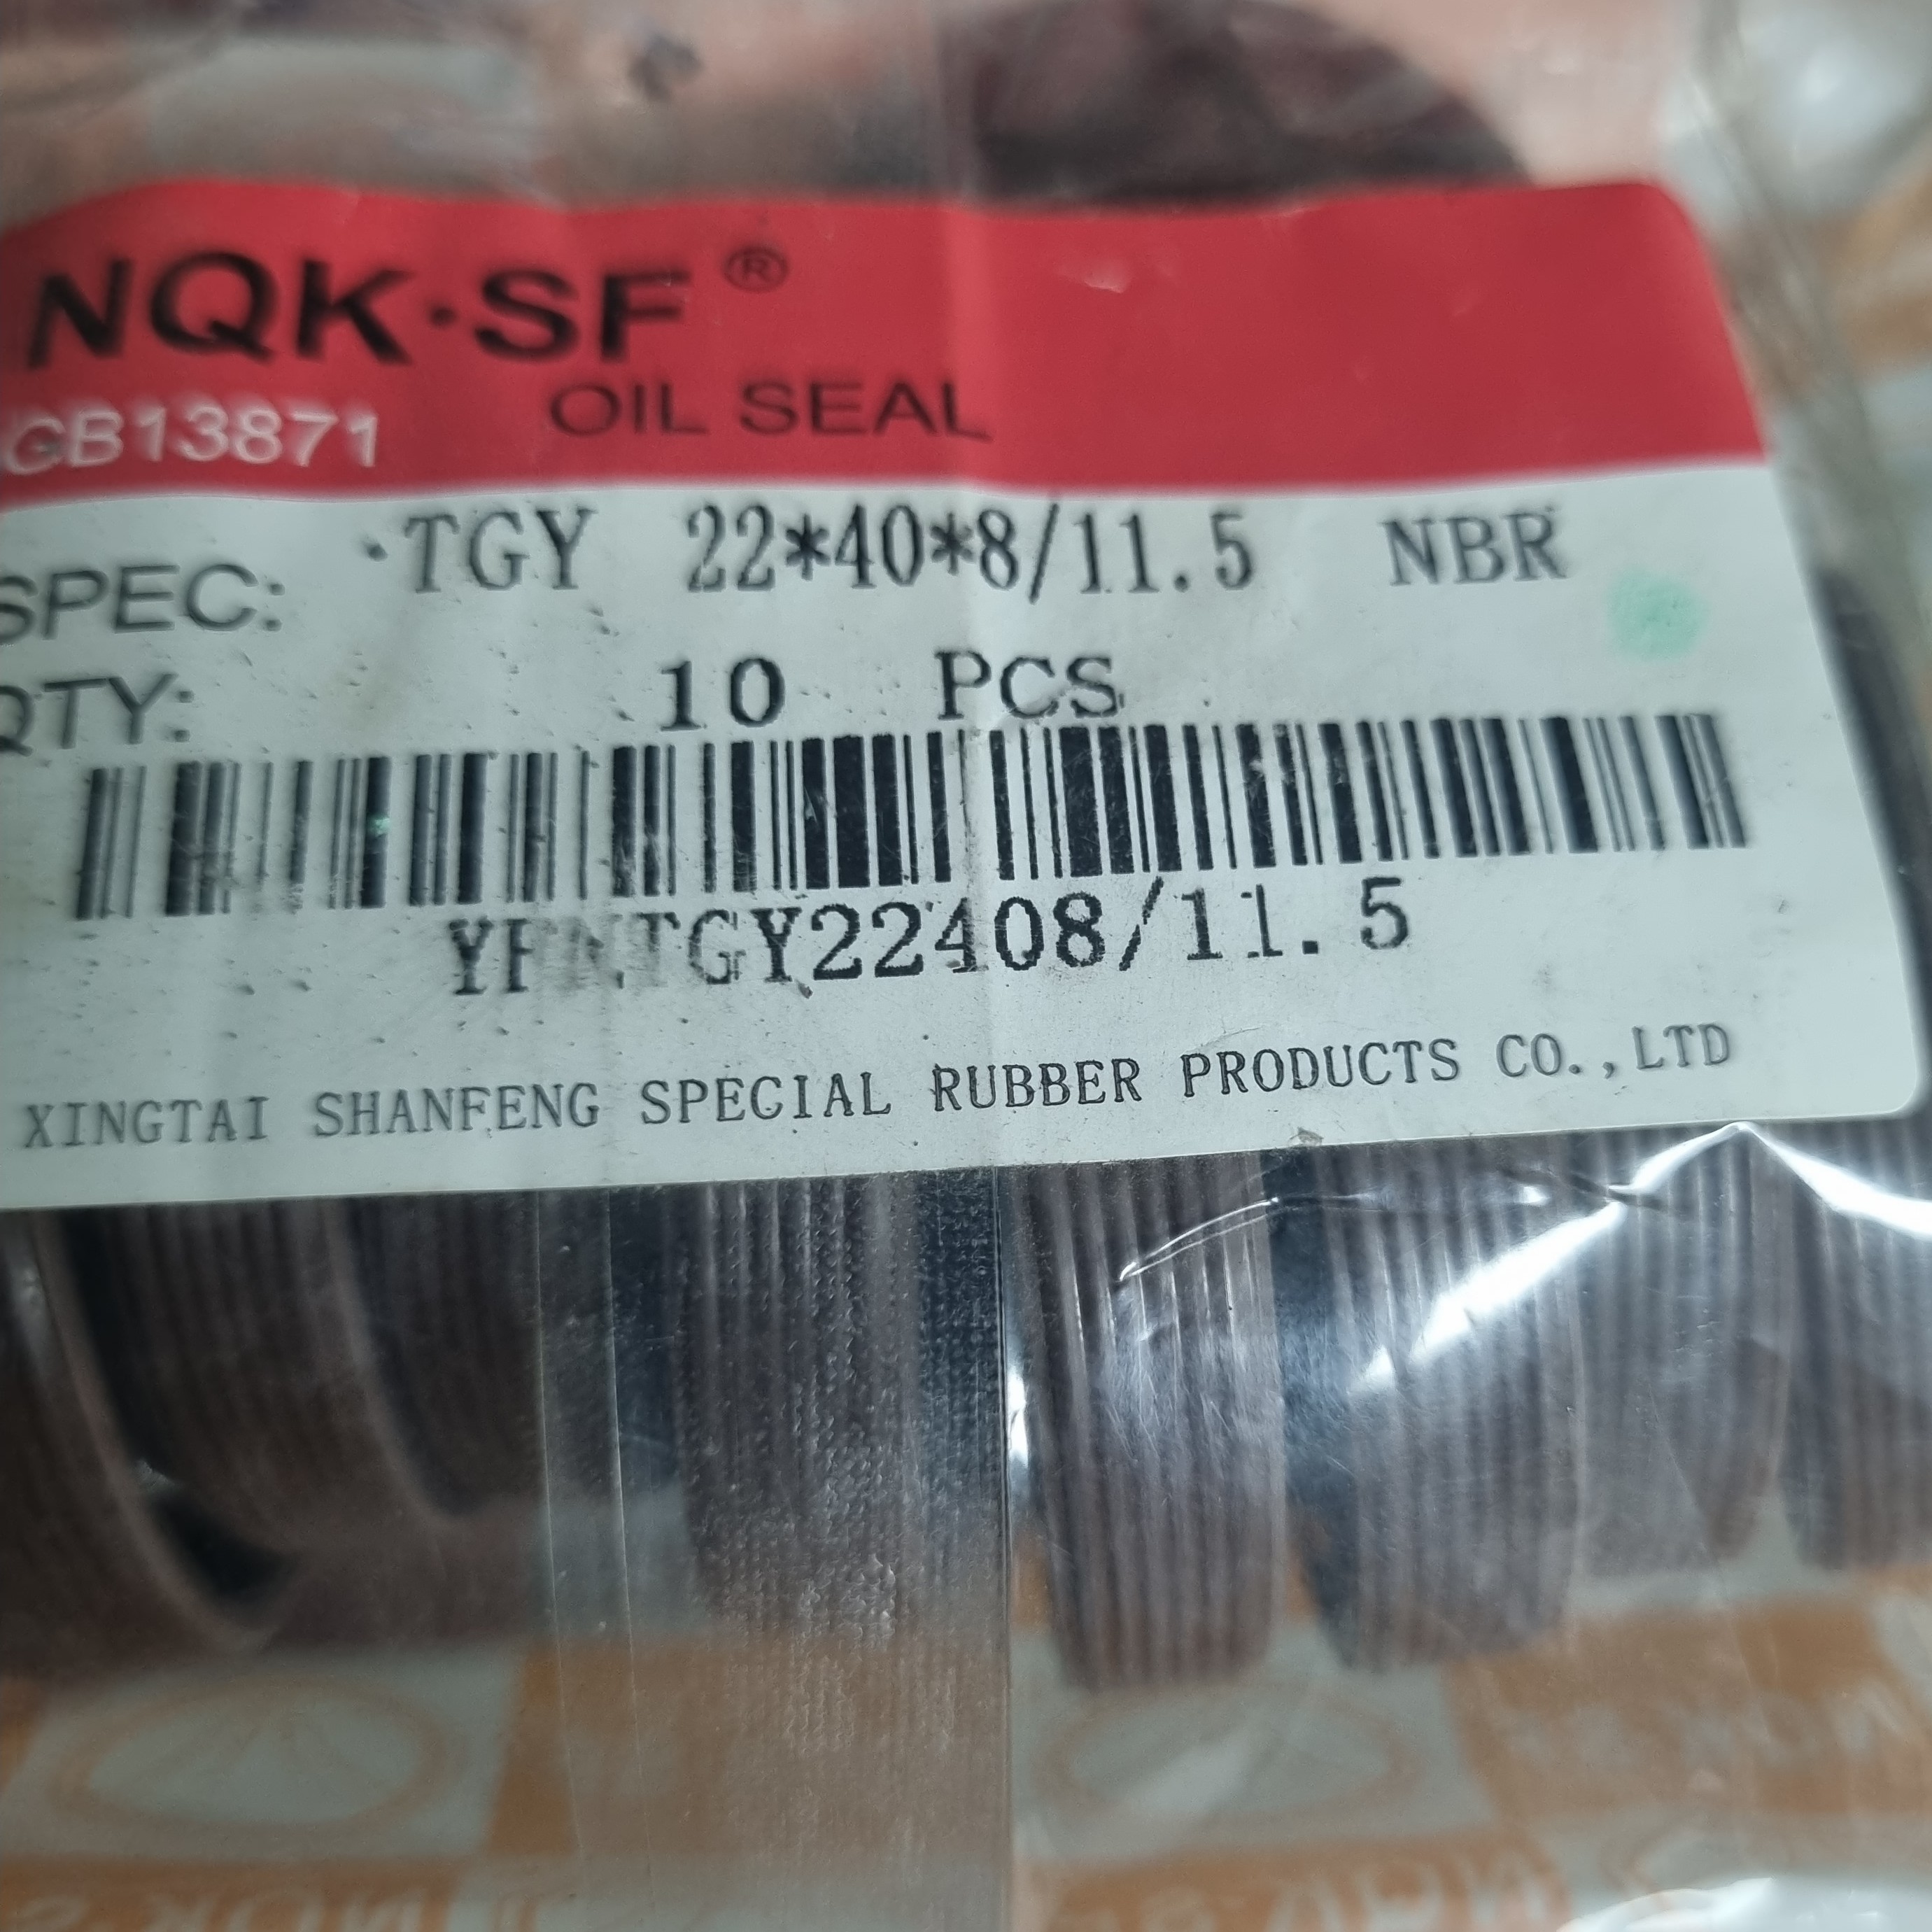 NQK·SF®
OIL SEAL
GB13871
SPEC: TGY 22*40*8/11.5 NBR
QTY: 10 PCS
YFNTGY22408/11.5
XINGTAI SHANFENG SPECIAL RUBBER PRODUCTS CO.,LTD